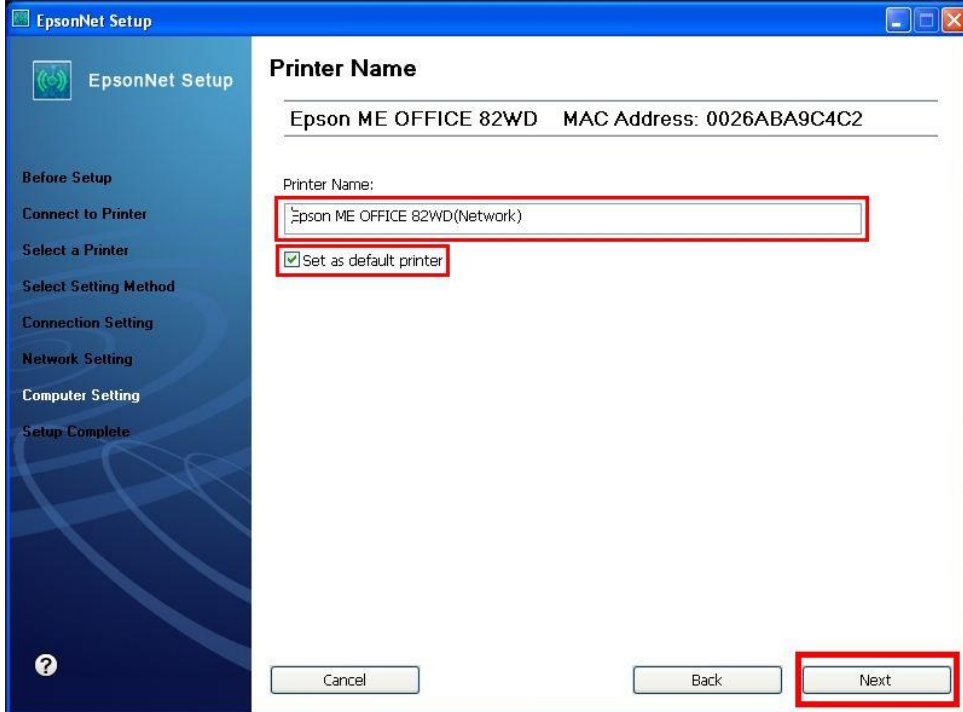 EpsonNet Setup
EpsonNet Setup
Before Setup
Connect to Printer
Select a Printer
Select Setting Method
Connection Setting
Network Setting
Computer Setting
Setup Complete
?
Printer Name
Epson ME OFFICE 82WD MAC Address: 0026ABA9C4C2
Printer Name:
Epson ME OFFICE 82WD(Network)
Set as default printer
Cancel
Back
Next